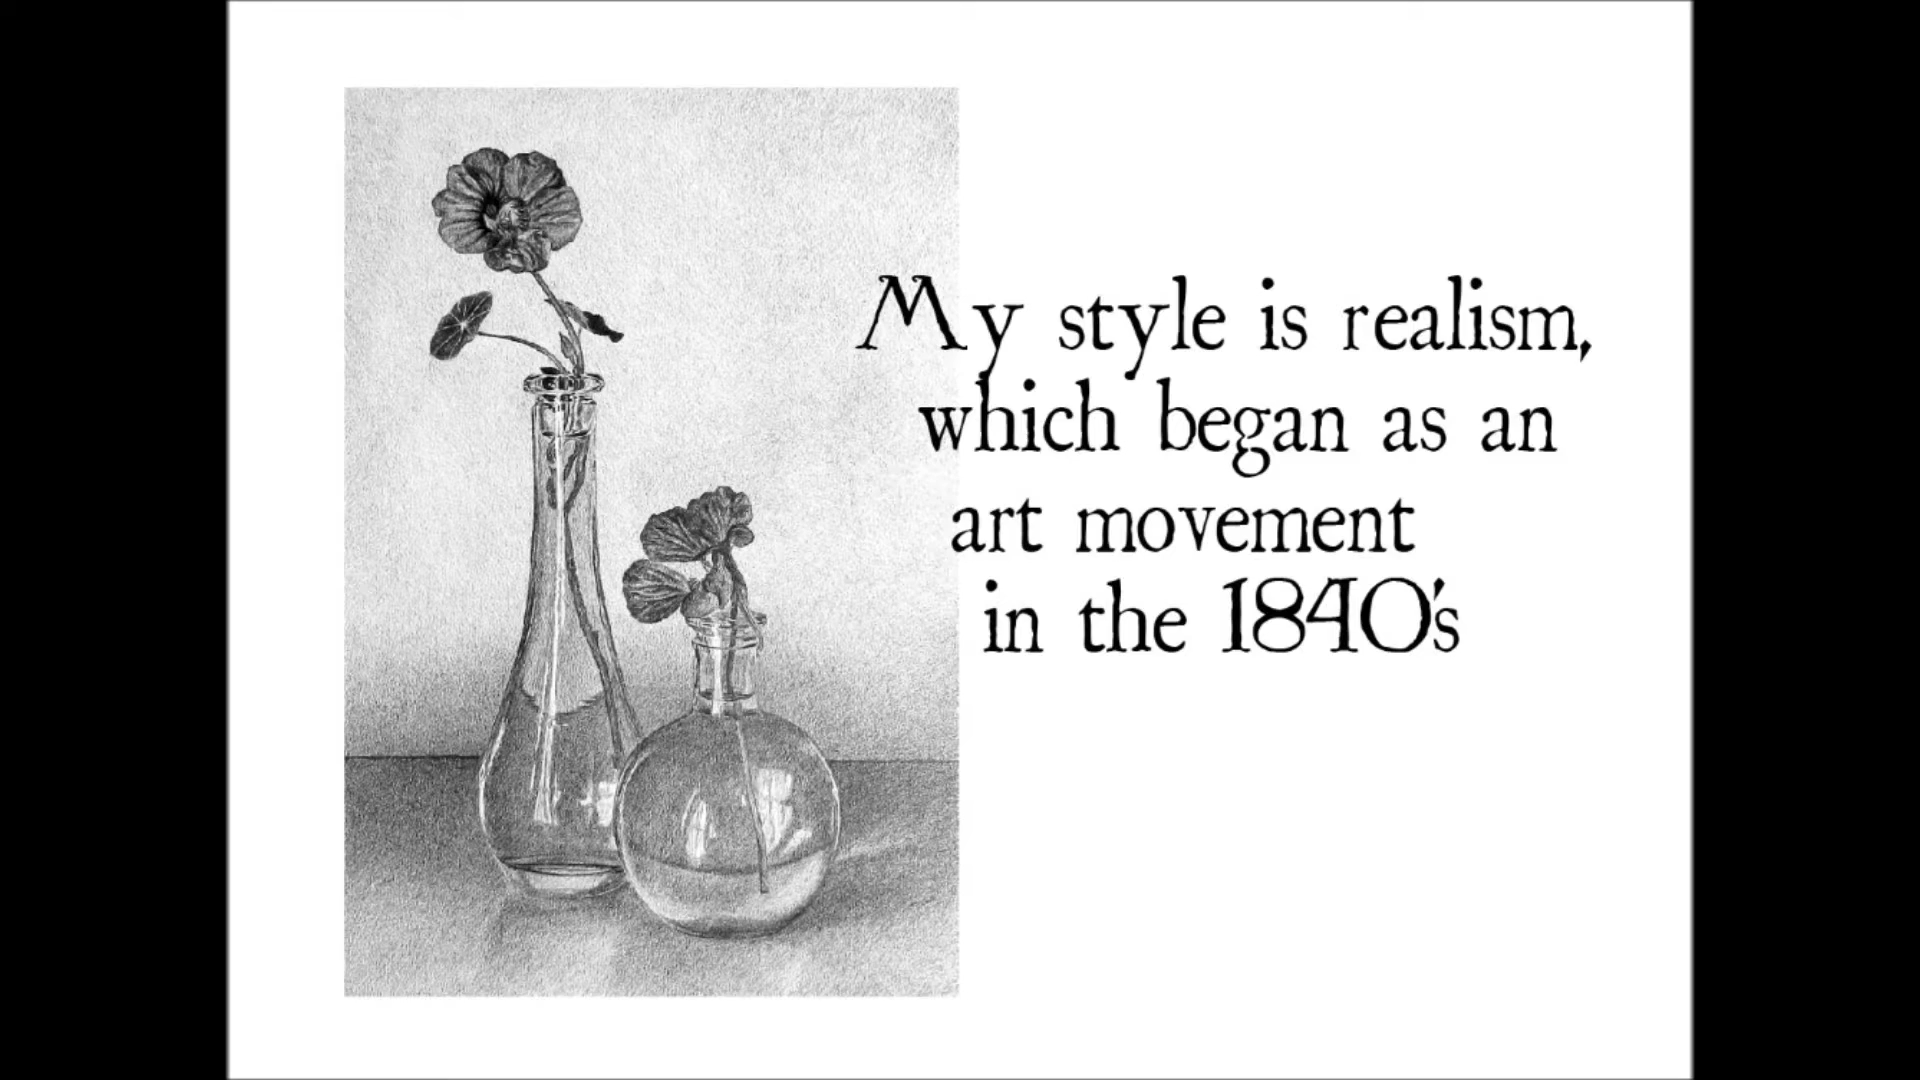 My style is realism,
which began as an
art movement
in the 1840's